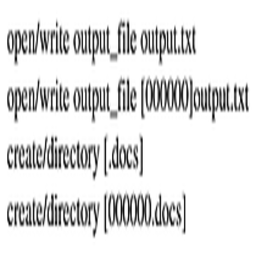 open/write output_file output.txt
open/write output_file [000000]output.txt
create/directory [.docs]
create/directory [000000.docs]